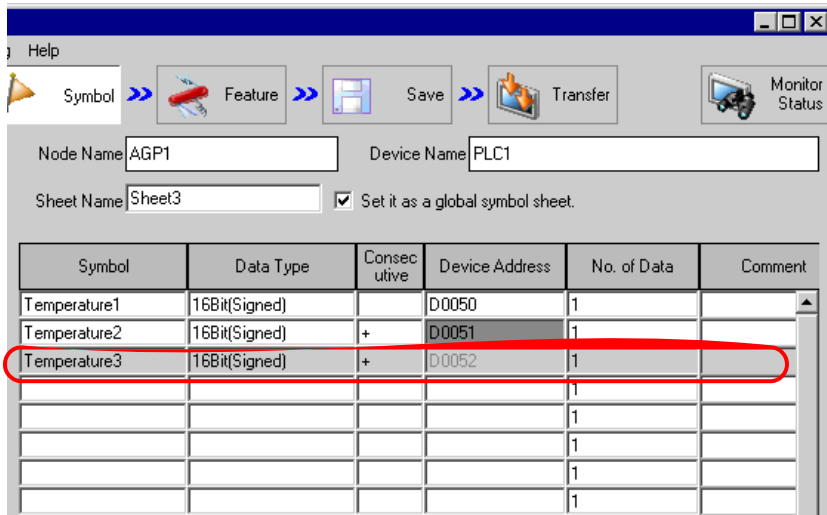 g Help
Symbol Feature Save Transfer Monitor Status
Node Name AGP1 Device Name PLC1
Sheet Name Sheet3 Set it as a global symbol sheet.
Symbol Data Type Consecutive Device Address No. of Data Comment
Temperature1 16Bit(Signed) D0050 1
Temperature2 16Bit(Signed) + D0051 1
Temperature3 16Bit(Signed) + D0052 1
1
1
1
1
1